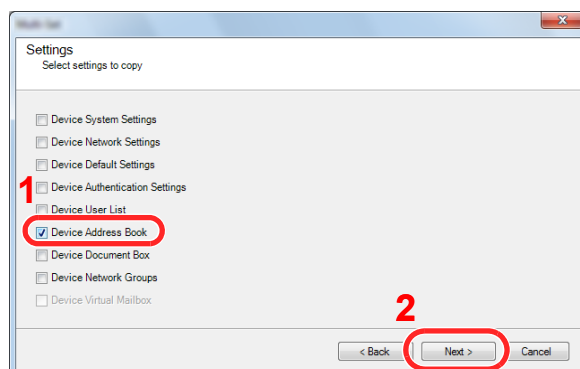 Settings
Select settings to copy
Device System Settings
Device Network Settings
Device Default Settings
1
Device Authentication Settings
Device User List
Device Address Book
Device Document Box
Device Network Groups
Device Virtual Mailbox
2
< Back
Next >
Cancel